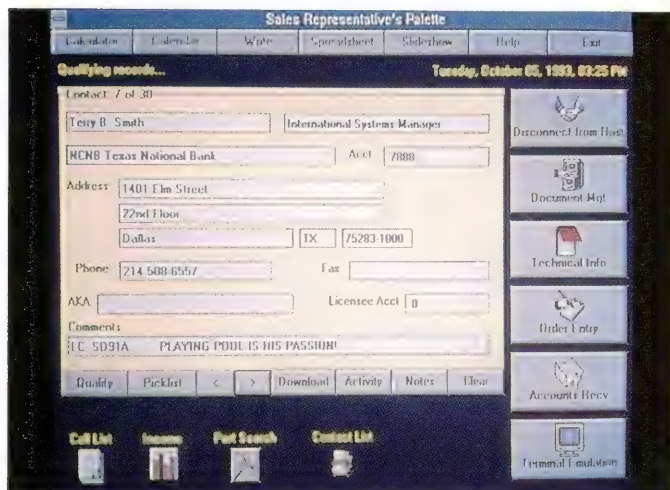 Sales Representative's Palette
Calculator Calendar Write Spreadsheet Slideshow Help Exit
Qualifying records... Tuesday, October 05, 1993, 03:25 PM
Contact: 7 of 30
Terry B. Smith International Systems Manager
NCNB Texas National Bank Acct 7888
Address 1401 Elm Street
22nd Floor
Dallas TX 75283-1000
Phone 214-508-6557 Fax
AKA Licensee Acct 0
Comments
LC SD91A PLAYING POOL IS HIS PASSION!
Qualify Picklist < > Download Activity Notes Clear
Disconnect from Host
Document Mgt
Technical Info
Order Entry
Accounts Recv
Terminal Emulation
Call List Income Part Search Contact List